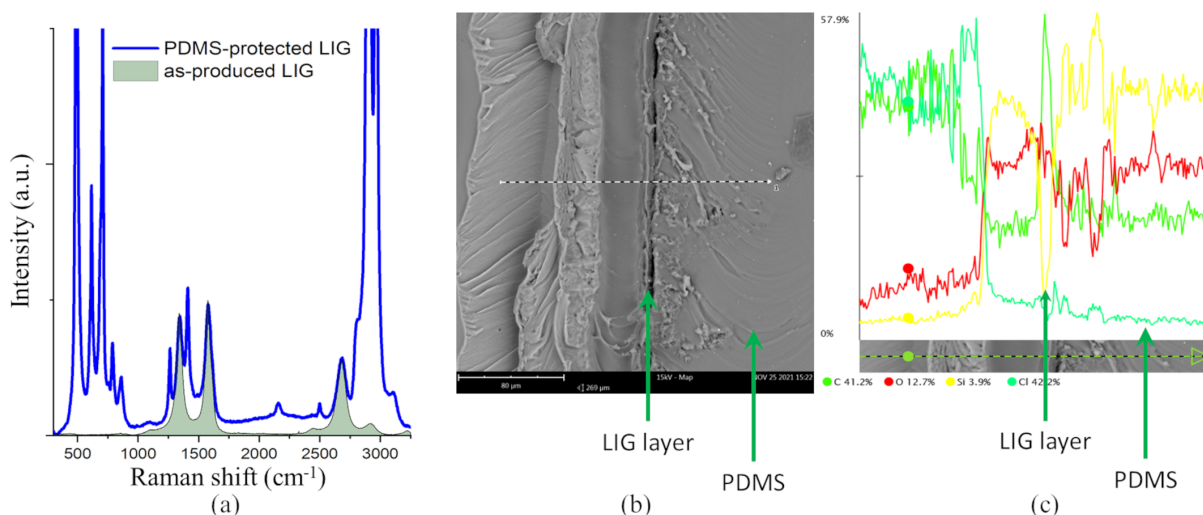 PDMS-protected LIG
as-produced LIG
Intensity (a.u.)
500 1000 1500 2000 2500 3000
Raman shift (cm-1)
(a)
80 µm
269 µm
15kV - Map
NOV 25 2021 15:22
1
LIG layer
PDMS
(b)
57.9%
0%
C 41.2% O 12.7% Si 3.9% Cl 42.2%
LIG layer
PDMS
(c)